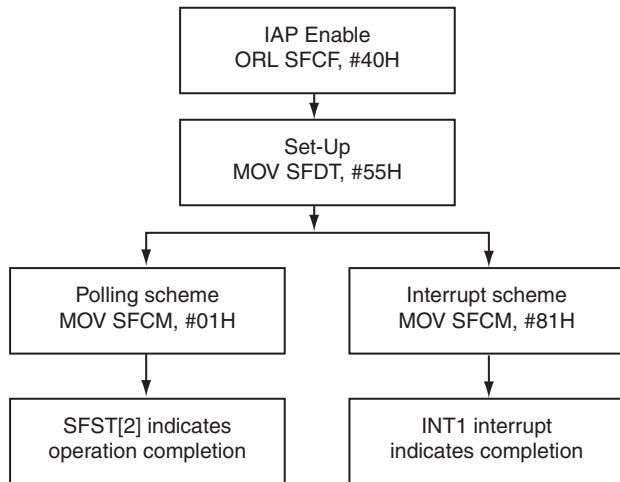 IAP Enable
ORL SFCF, #40H
Set-Up
MOV SFDT, #55H
Polling scheme
MOV SFCM, #01H
Interrupt scheme
MOV SFCM, #81H
SFST[2] indicates
operation completion
INT1 interrupt
indicates completion